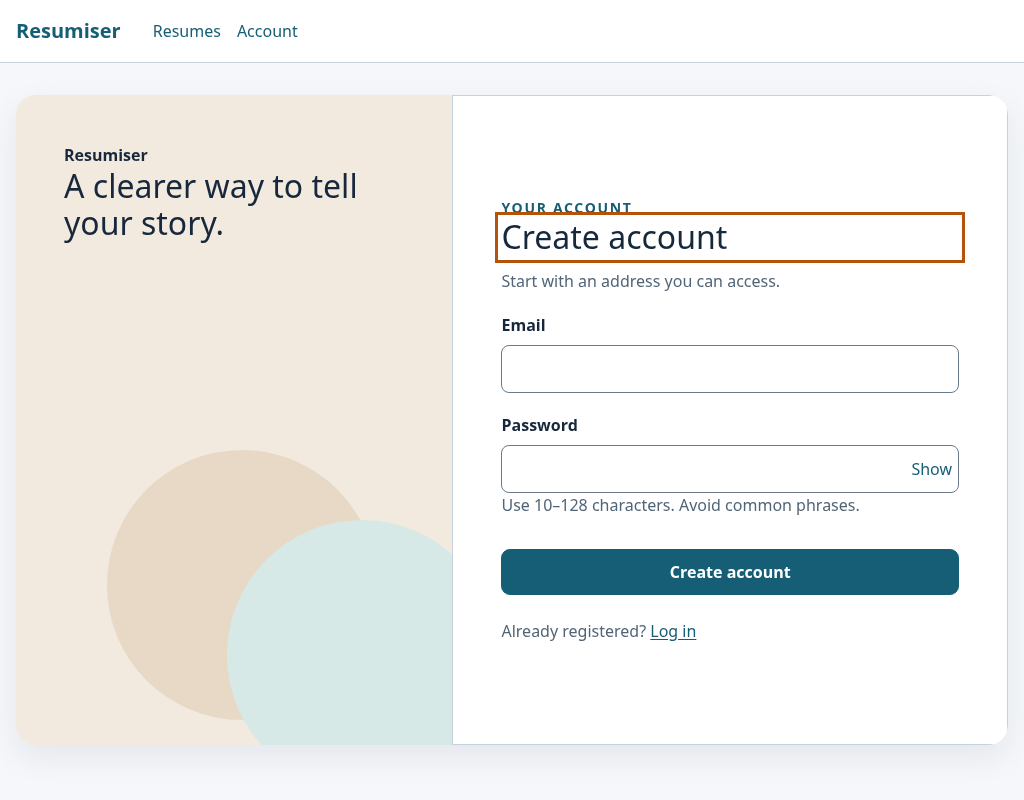 Resumiser
Resumes
Account
Resumiser
A clearer way to tell
your story.
YOUR ACCOUNT
Create account
Start with an address you can access.
Email
Password
Show
Use 10–128 characters. Avoid common phrases.
Create account
Already registered? Log in